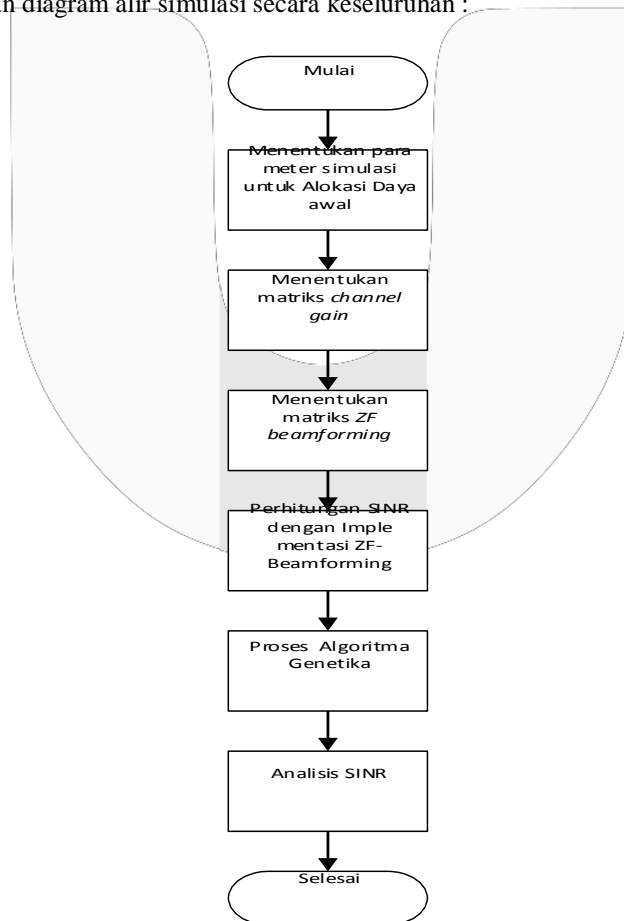 an diagram alir simulasi secara keseluruhan :
Mulai
Menentukan para
meter simulasi
untuk Alokasi Daya
awal
Menentukan
matriks channel
gain
Menentukan
matriks ZF
beamforming
Perhitungan SINR
dengan Imple
mentasi ZF-
Beamforming
Proses Algoritma
Genetika
Analisis SINR
Selesai